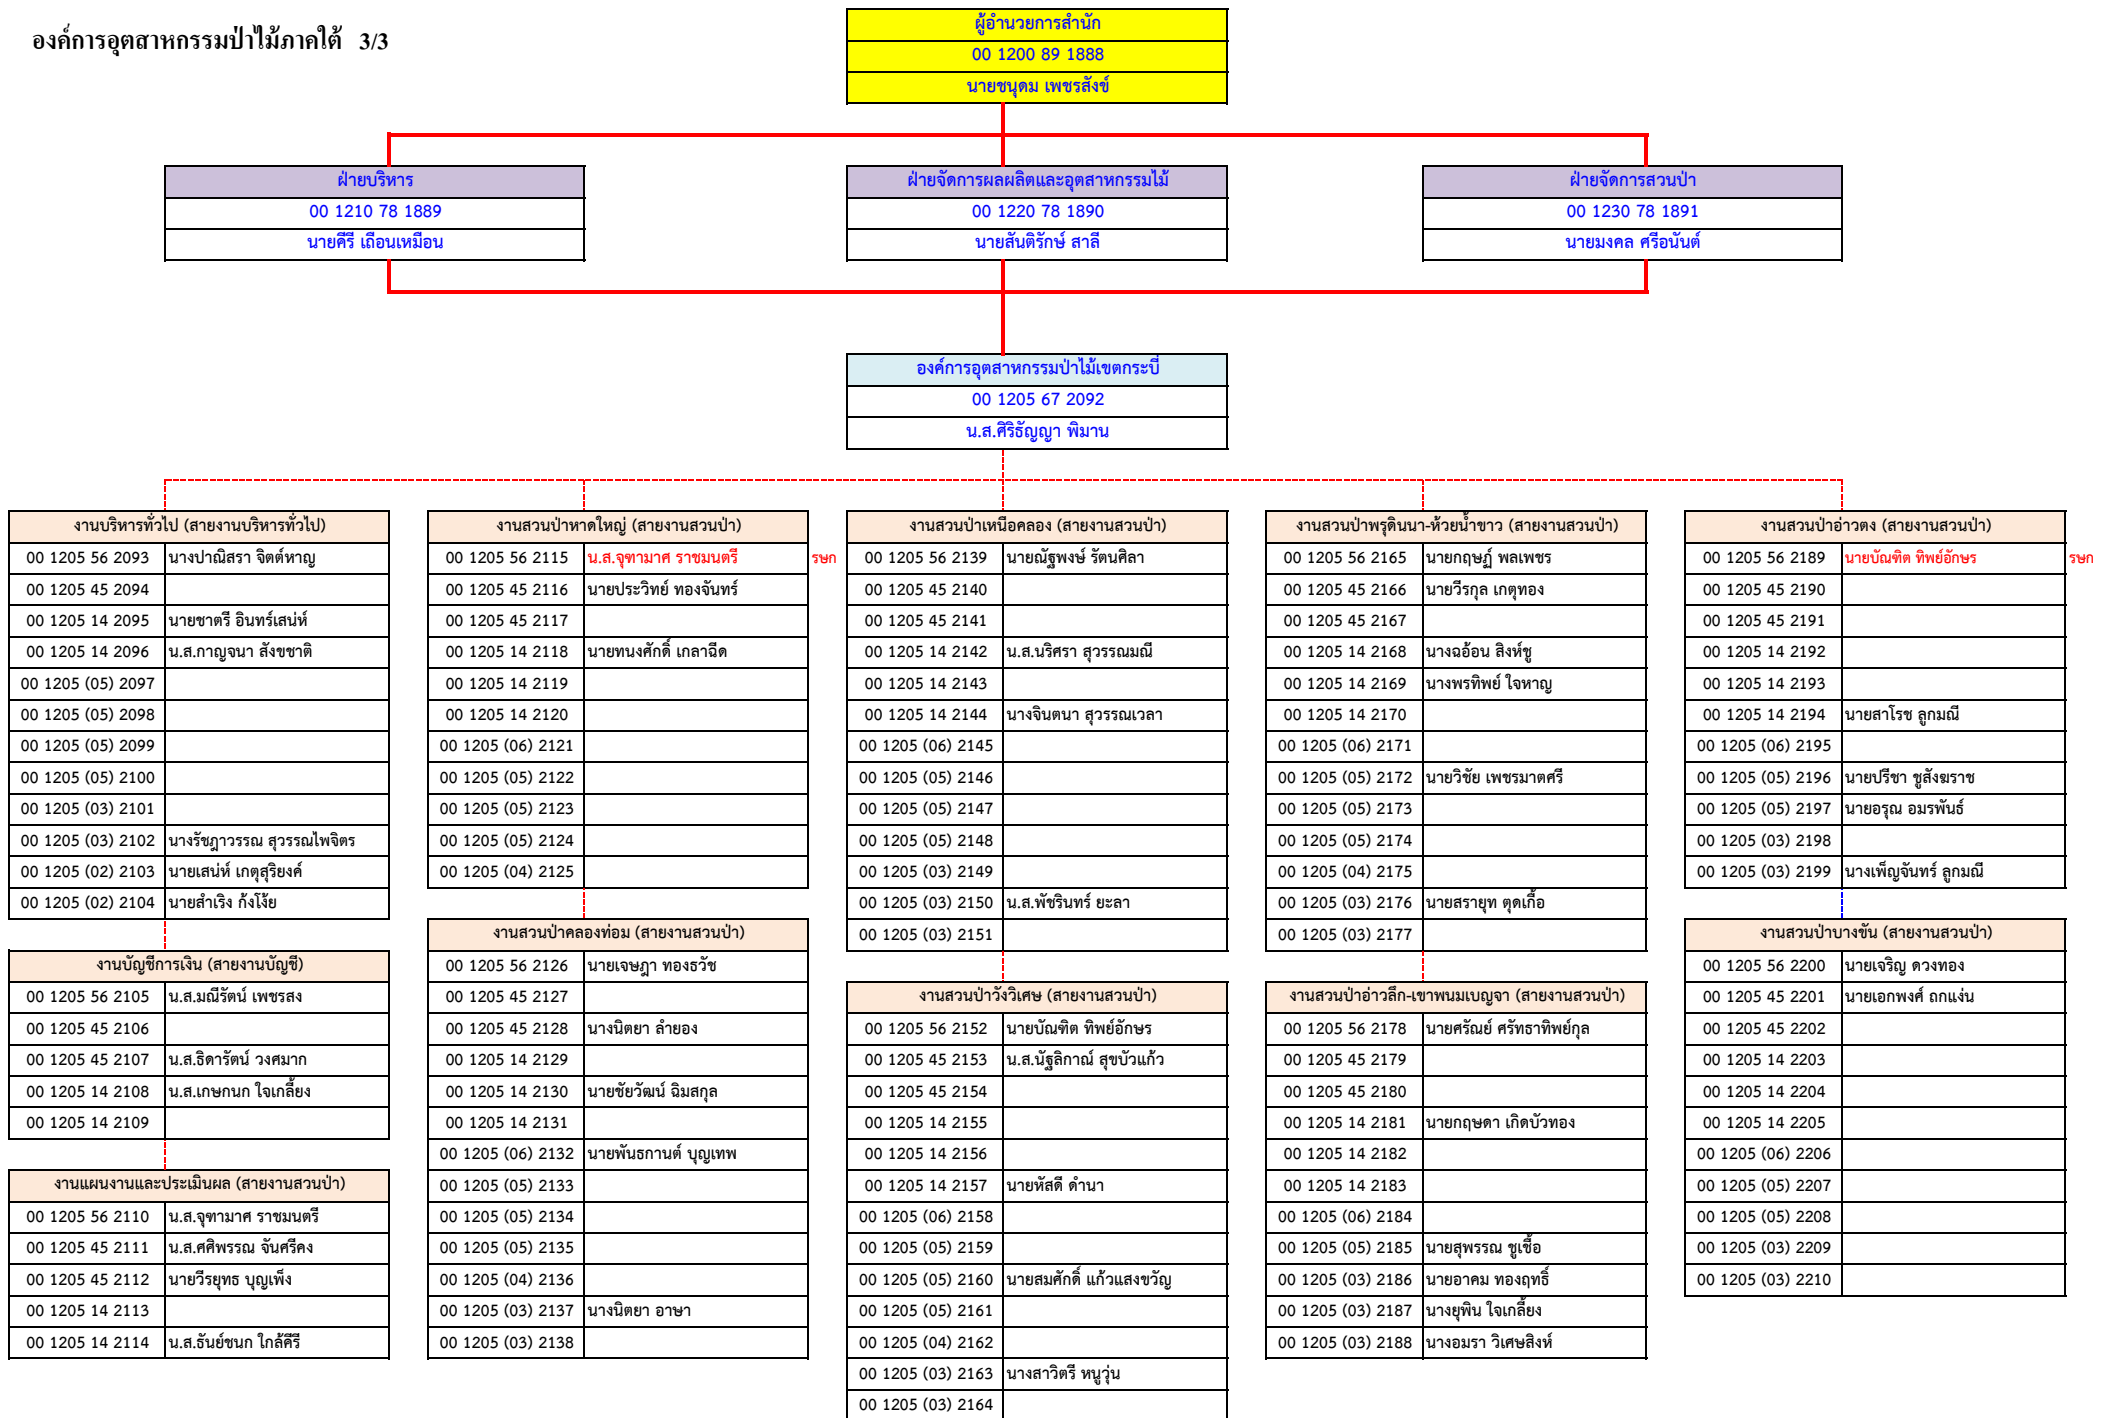 องค์การอุตสาหกรรมป่าไม้ภาคใต้ 3/3
ผู้อำนวยการสำนัก
00 1200 89 1888
นายชนุดม เพชรสังข์
ฝ่ายบริหาร
00 1210 78 1889
นายคีรี เถือนเหมือน
ฝ่ายจัดการผลผลิตและอุตสาหกรรมไม้
00 1220 78 1890
นายสันติรักษ์ สาลี
ฝ่ายจัดการสวนป่า
00 1230 78 1891
นายมงคล ศรีอนันต์
องค์การอุตสาหกรรมป่าไม้เขตกระบี่
00 1205 67 2092
น.ส.ศิริธัญญา พิมาน
งานบริหารทั่วไป (สายงานบริหารทั่วไป)
00 1205 56 2093 นางปาณิสรา จิตต์หาญ
00 1205 45 2094
00 1205 14 2095 นายชาตรี อินทร์เสน่ห์
00 1205 14 2096 น.ส.กาญจนา สังขชาติ
00 1205 (05) 2097
00 1205 (05) 2098
00 1205 (05) 2099
00 1205 (05) 2100
00 1205 (03) 2101
00 1205 (03) 2102 นางรัชฎาวรรณ สุวรรณไพจิตร
00 1205 (02) 2103 นายเสน่ห์ เกตุสุริยงค์
00 1205 (02) 2104 นายสำเริง ก้งโง้ย
งานบัญชีการเงิน (สายงานบัญชี)
00 1205 56 2105 น.ส.มณีรัตน์ เพชรสง
00 1205 45 2106
00 1205 45 2107 น.ส.ธิดารัตน์ วงศมาก
00 1205 14 2108 น.ส.เกษกนก ใจเกลี้ยง
00 1205 14 2109
งานแผนงานและประเมินผล (สายงานสวนป่า)
00 1205 56 2110 น.ส.จุฑามาศ ราชมนตรี
00 1205 45 2111 น.ส.ศศิพรรณ จันศรีคง
00 1205 45 2112 นายวีรยุทธ บุญเพ็ง
00 1205 14 2113
00 1205 14 2114 น.ส.ธันย์ชนก ใกล้คีรี
งานสวนป่าหาดใหญ่ (สายงานสวนป่า)
00 1205 56 2115 น.ส.จุฑามาศ ราชมนตรี รษก
00 1205 45 2116 นายประวิทย์ ทองจันทร์
00 1205 45 2117
00 1205 14 2118 นายทนงศักดิ์ เกลาฉีด
00 1205 14 2119
00 1205 14 2120
00 1205 (06) 2121
00 1205 (05) 2122
00 1205 (05) 2123
00 1205 (05) 2124
00 1205 (04) 2125
งานสวนป่าคลองท่อม (สายงานสวนป่า)
00 1205 56 2126 นายเจษฎา ทองธวัช
00 1205 45 2127
00 1205 45 2128 นางนิตยา ลำยอง
00 1205 14 2129
00 1205 14 2130 นายชัยวัฒน์ ฉิมสกุล
00 1205 14 2131
00 1205 (06) 2132 นายพันธกานต์ บุญเทพ
00 1205 (05) 2133
00 1205 (05) 2134
00 1205 (05) 2135
00 1205 (04) 2136
00 1205 (03) 2137 นางนิตยา อาษา
00 1205 (03) 2138
งานสวนป่าเหนือคลอง (สายงานสวนป่า)
00 1205 56 2139 นายณัฐพงษ์ รัตนศิลา
00 1205 45 2140
00 1205 45 2141
00 1205 14 2142 น.ส.นริศรา สุวรรณมณี
00 1205 14 2143
00 1205 14 2144 นางจินตนา สุวรรณเวลา
00 1205 (06) 2145
00 1205 (05) 2146
00 1205 (05) 2147
00 1205 (05) 2148
00 1205 (03) 2149
00 1205 (03) 2150 น.ส.พัชรินทร์ ยะลา
00 1205 (03) 2151
งานสวนป่าวังวิเศษ (สายงานสวนป่า)
00 1205 56 2152 นายบัณฑิต ทิพย์อักษร
00 1205 45 2153 น.ส.นัฐลิกาณ์ สุขบัวแก้ว
00 1205 45 2154
00 1205 14 2155
00 1205 14 2156
00 1205 14 2157 นายหัสดี ดำนา
00 1205 (06) 2158
00 1205 (05) 2159
00 1205 (05) 2160 นายสมศักดิ์ แก้วแสงขวัญ
00 1205 (05) 2161
00 1205 (04) 2162
00 1205 (03) 2163 นางสาวิตรี หนูวุ่น
00 1205 (03) 2164
งานสวนป่าพรุดินนา-ห้วยน้ำขาว (สายงานสวนป่า)
00 1205 56 2165 นายกฤษฏ์ พลเพชร
00 1205 45 2166 นายวีรกุล เกตุทอง
00 1205 45 2167
00 1205 14 2168 นางฉอ้อน สิงห์ชู
00 1205 14 2169 นางพรทิพย์ ใจหาญ
00 1205 14 2170
00 1205 (06) 2171
00 1205 (05) 2172 นายวิชัย เพชรมาตศรี
00 1205 (05) 2173
00 1205 (05) 2174
00 1205 (04) 2175
00 1205 (03) 2176 นายสรายุท ตุดเกื้อ
00 1205 (03) 2177
งานสวนป่าอ่าวลึก-เขาพนมเบญจา (สายงานสวนป่า)
00 1205 56 2178 นายศรัณย์ ศรัทธาทิพย์กุล
00 1205 45 2179
00 1205 45 2180
00 1205 14 2181 นายกฤษดา เกิดบัวทอง
00 1205 14 2182
00 1205 14 2183
00 1205 (06) 2184
00 1205 (05) 2185 นายสุพรรณ ชูเชื้อ
00 1205 (03) 2186 นายอาคม ทองฤทธิ์
00 1205 (03) 2187 นางยุพิน ใจเกลี้ยง
00 1205 (03) 2188 นางอมรา วิเศษสิงห์
งานสวนป่าอ่าวตง (สายงานสวนป่า)
00 1205 56 2189 นายบัณฑิต ทิพย์อักษร รษก
00 1205 45 2190
00 1205 45 2191
00 1205 14 2192
00 1205 14 2193
00 1205 14 2194 นายสาโรช ลูกมณี
00 1205 (06) 2195
00 1205 (05) 2196 นายปรีชา ชูสังฆราช
00 1205 (05) 2197 นายอรุณ อมรพันธ์
00 1205 (03) 2198
00 1205 (03) 2199 นางเพ็ญจันทร์ ลูกมณี
งานสวนป่าบางขัน (สายงานสวนป่า)
00 1205 56 2200 นายเจริญ ดวงทอง
00 1205 45 2201 นายเอกพงศ์ ถกแง่น
00 1205 45 2202
00 1205 14 2203
00 1205 14 2204
00 1205 14 2205
00 1205 (06) 2206
00 1205 (05) 2207
00 1205 (05) 2208
00 1205 (03) 2209
00 1205 (03) 2210